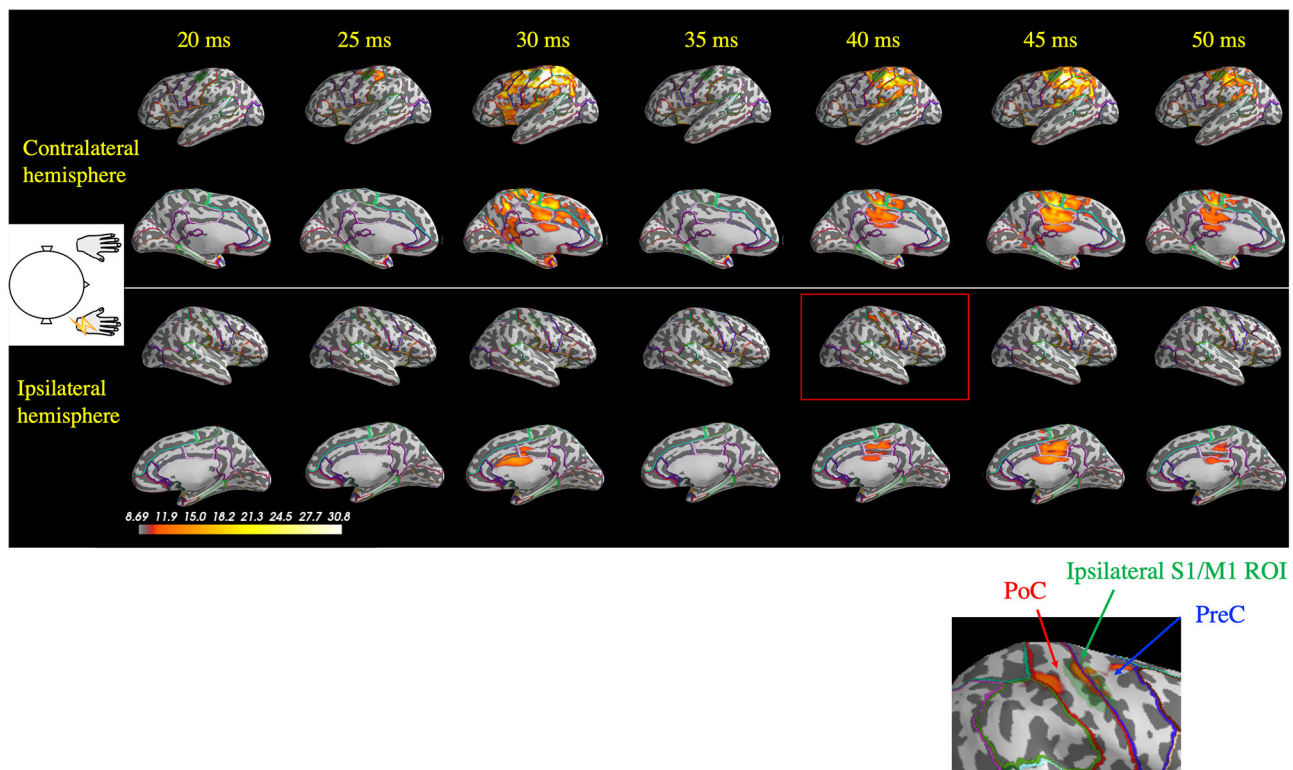 20 ms 25 ms 30 ms 35 ms 40 ms 45 ms 50 ms
Contralateral
hemisphere
Ipsilateral
hemisphere
8.69 11.9 15.0 18.2 21.3 24.5 27.7 30.8
Ipsilateral S1/M1 ROI
PoC
PreC